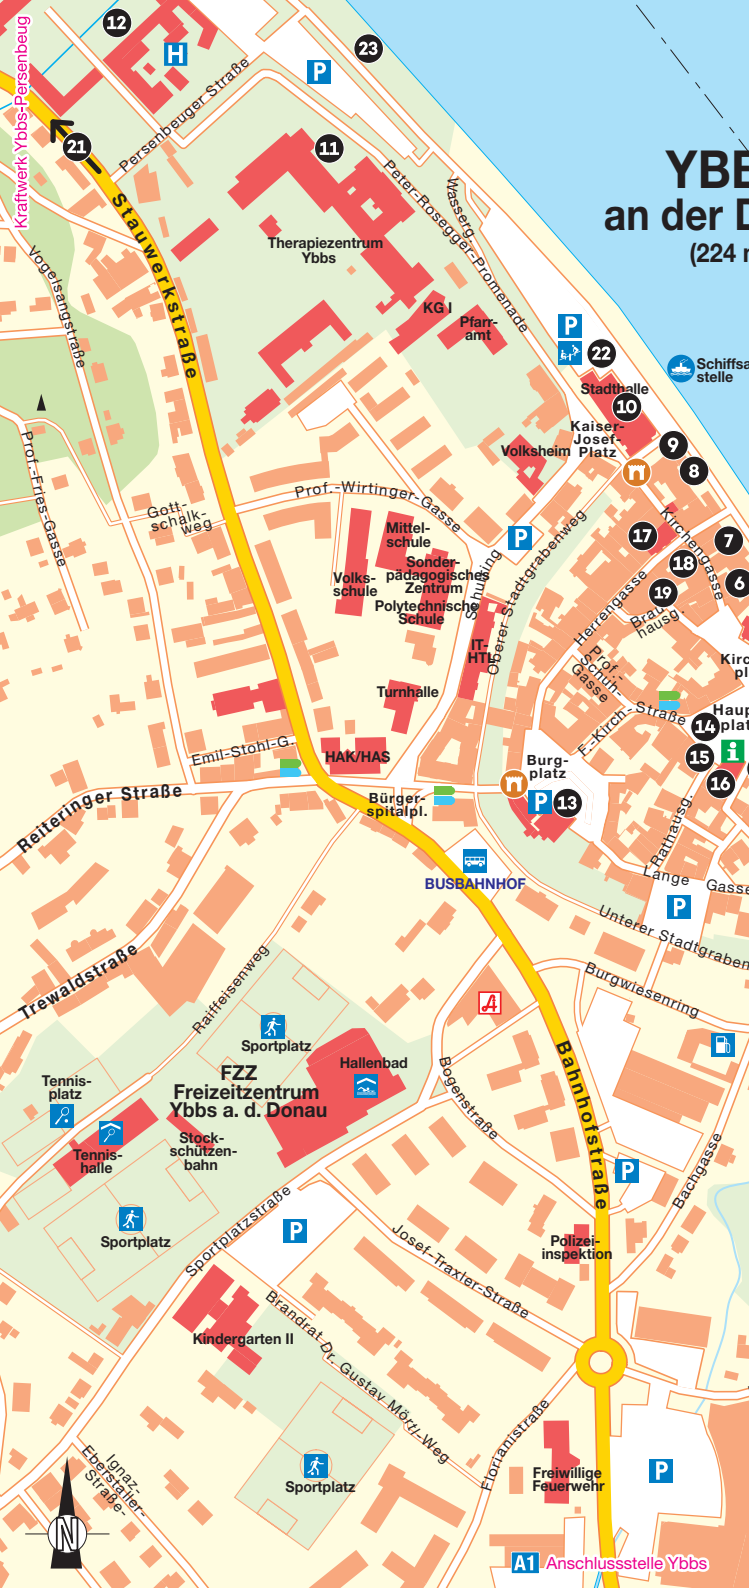 12
H
P
23
Kraftwerk Ybbs-Persenbeug
21
Persenbeuger Straße
11
Peter-Rosegger-Promenade
Wasserg.
YBB
an der D
(224 m
Stauwerkstraße
Therapiezentrum
Ybbs
Vogelsangstraße
KG I
Pfarr-
amt
P
22
Schiffsa
stelle
Stadthalle
10
Kaiser-
Josef-
Platz
9
8
Volksheim
Prof.-Fries-Gasse
Gott-
schalk-
weg
Prof.-Wirtinger-Gasse
Mittel-
schule
Sonder-
pädagogisches
Zentrum
Volks-
schule
Polytechnische
Schule
P
Schulring
Oberer Stadtgrabenweg
17
Kirchengasse
7
18
6
19
Herrengasse
Brau-
hausg.
IT-
HTL
Prof.-
Schuh-
Gasse
Kirc
pl
Turnhalle
F.-Kirch-Straße
14
Haup
plat
15
i
16
Emil-Stohl-G.
HAK/HAS
Burg-
platz
P
13
Reiteringer Straße
Bürger-
spitalpl.
Rathausg.
BUSBAHNHOF
Lange Gasse
P
Unterer Stadtgraben
Trewaldstraße
Raiffeisenweg
Burgwiesenring
Sportplatz
Hallenbad
FZZ
Freizeitzentrum
Ybbs a. d. Donau
Tennis-
platz
Tennis-
halle
Stock-
schützen-
bahn
Bogenstraße
Bahnhofstraße
P
Bachgasse
Sportplatz
Sportplatzstraße
P
Josef-Traxler-Straße
Polizei-
inspektion
Kindergarten II
Brandrat Dr. Gustav Mörtl-Weg
Florianistraße
Ignaz-
Eberstaller-
Straße-
Sportplatz
Freiwillige
Feuerwehr
P
N
A1 Anschlussstelle Ybbs